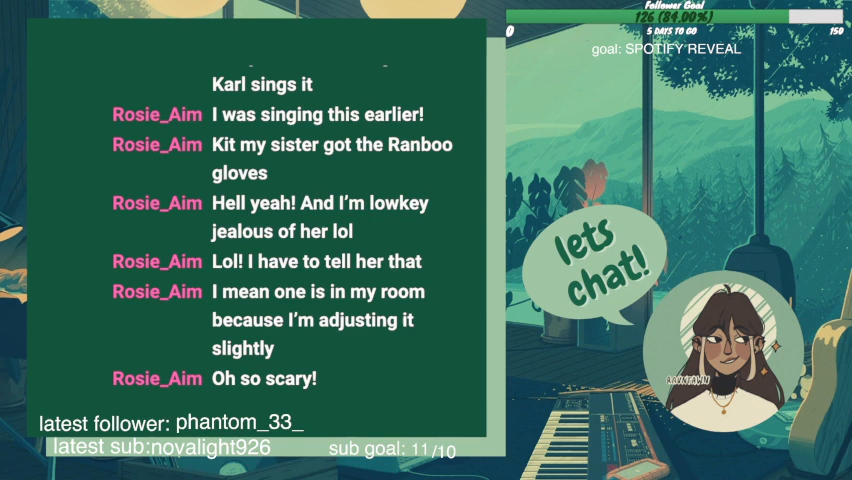 Follower Goal
126 (84.00%)
0
5 DAYS TO GO
150
goal: SPOTIFY REVEAL
Karl sings it
Rosie_Aim I was singing this earlier!
Rosie_Aim Kit my sister got the Ranboo
gloves
Rosie_Aim Hell yeah! And I'm lowkey
jealous of her lol
Rosie_Aim Lol! I have to tell her that
Rosie_Aim I mean one is in my room
because I'm adjusting it
slightly
Rosie_Aim Oh so scary!
lets
chat!
latest follower: phantom_33_
latest sub:novalight926
sub goal: 11/10